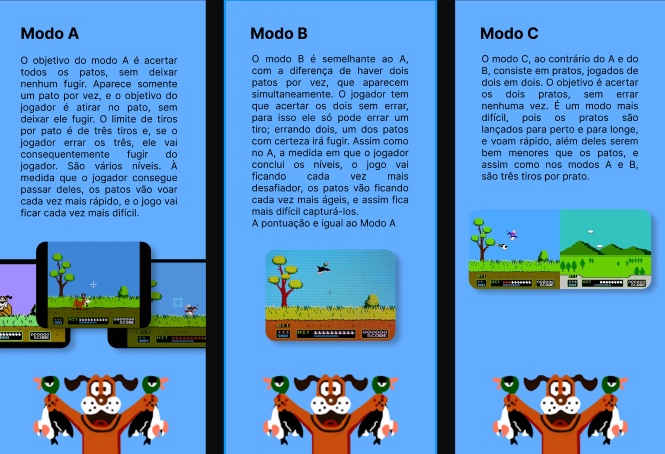 Modo A
O objetivo do modo A é acertar
todos os patos, sem deixar
nenhum fugir. Aparece somente
um pato por vez, e o objetivo do
jogador é atirar no pato, sem
deixar ele fugir. O limite de tiros
por pato é de três tiros e, se o
jogador errar os três, ele vai
consequentemente fugir do
jogador. São vários níveis. À
medida que o jogador consegue
passar deles, os patos vão voar
cada vez mais rápido, e o jogo vai
ficar cada vez mais difícil.
HIT
SCORE
SCORE
Modo B
O modo B é semelhante ao A,
com a diferença de haver dois
patos por vez, que aparecem
simultaneamente. O jogador tem
que acertar os dois sem errar,
para isso ele só pode errar um
tiro; errando dois, um dos patos
com certeza irá fugir. Assim como
no A, a medida em que o jogador
conclui os níveis, o jogo vai
ficando cada vez mais
desafiador, os patos vão ficando
cada vez mais ágeis, e assim fica
mais difícil capturá-los.
A pontuação e igual ao Modo A
HIT
SCORE
Modo C
O modo C, ao contrário do A e do
B, consiste em pratos, jogados de
dois em dois. O objetivo é acertar
os dois pratos, sem errar
nenhuma vez. É um modo mais
difícil, pois os pratos são
lançados para perto e para longe,
e voam rápido, além deles serem
bem menores que os patos, e
assim como nos modos A e B,
são três tiros por prato.